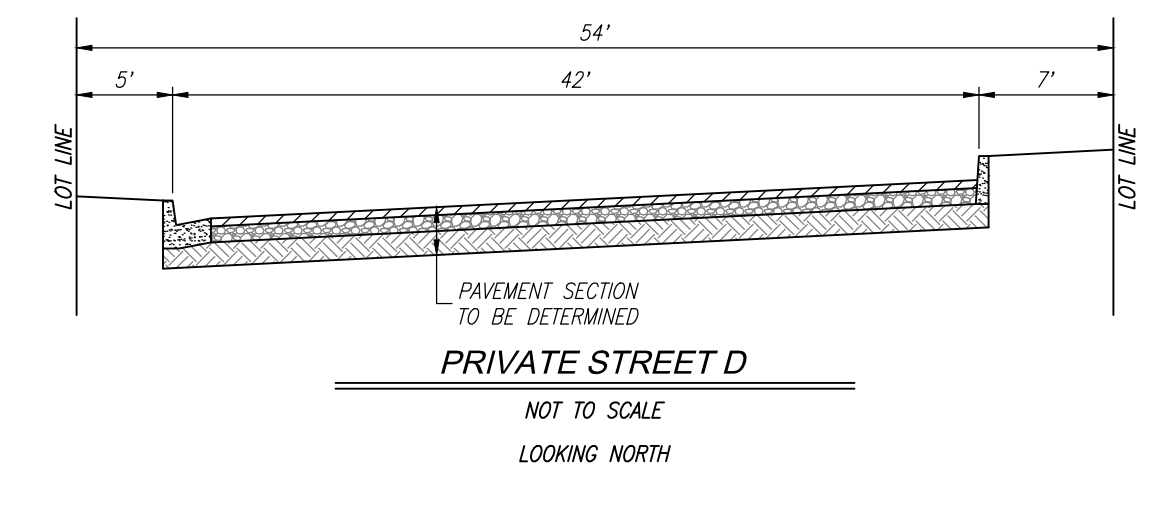 54'
5'
42'
7'
LOT LINE
LOT LINE
PAVEMENT SECTION
TO BE DETERMINED
PRIVATE STREET D
NOT TO SCALE
LOOKING NORTH